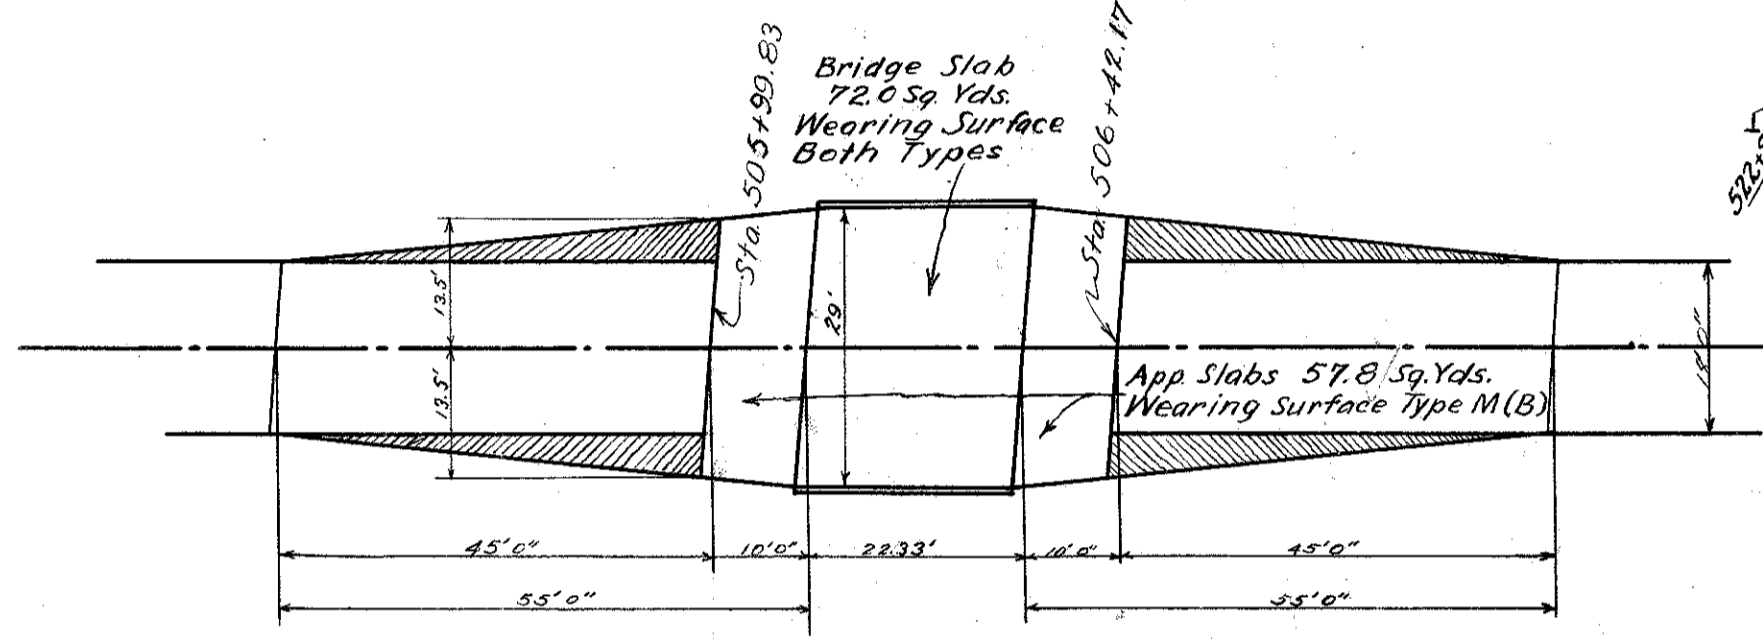 Bridge Slab
72.0 Sq. Yds.
Wearing Surface
Both Types
Sta. 505+99.83
Sta. 506+42.17
13.5'
13.5'
29'
18'0"
App. Slabs 57.8 Sq. Yds.
Wearing Surface Type M(B)
45'0"
10'0"
22.33'
10'0"
45'0"
55'0"
55'0"